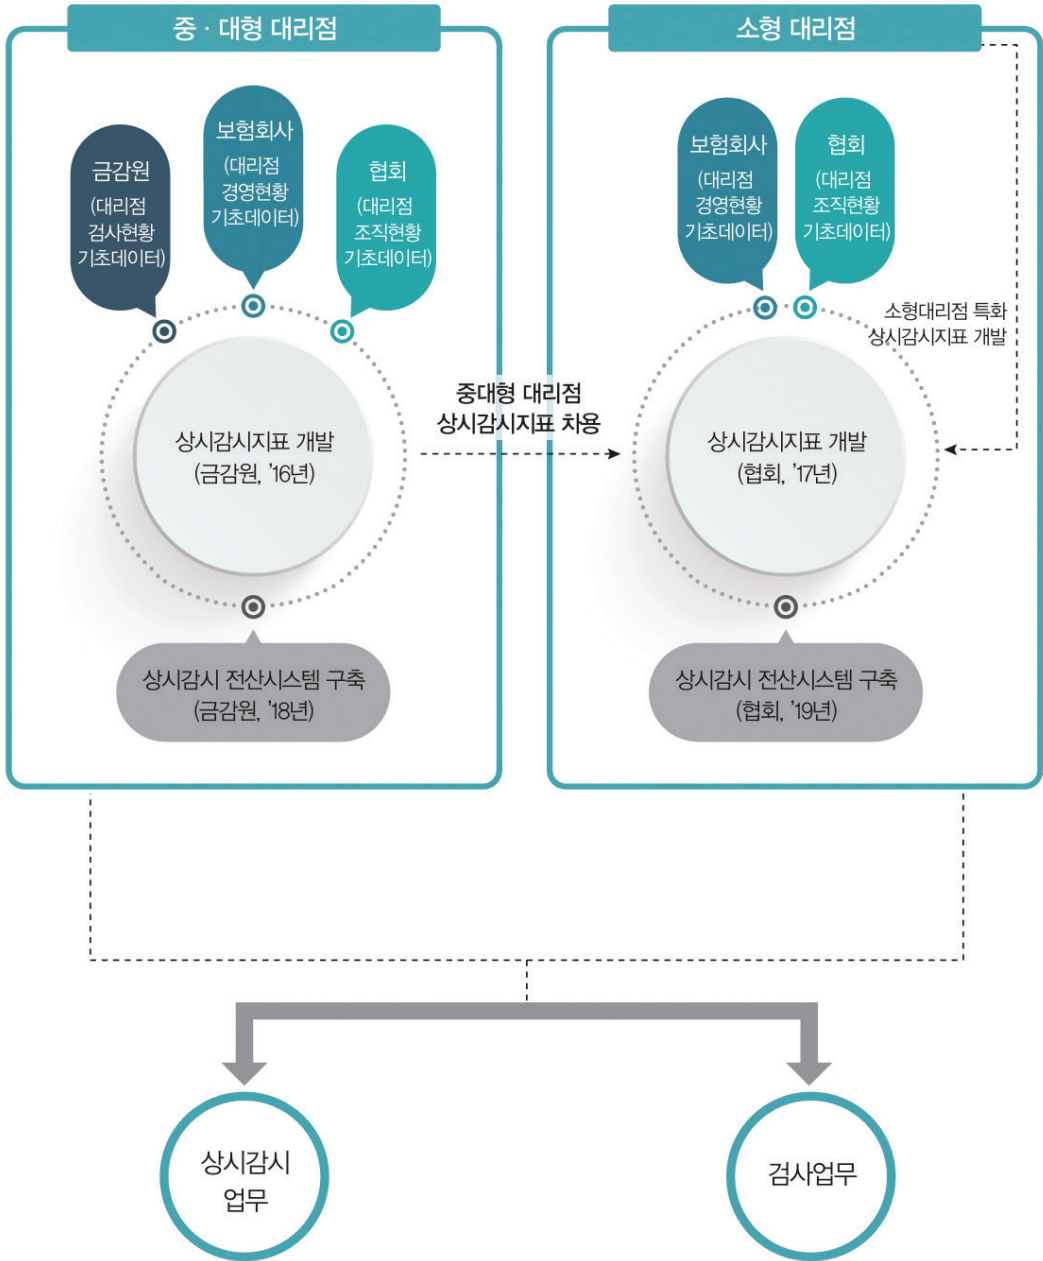 중 · 대형 대리점
금감원
(대리점
검사현황
기초데이터)
보험회사
(대리점
경영현황
기초데이터)
협회
(대리점
조직현황
기초데이터)
상시감시지표 개발
(금감원, '16년)
상시감시 전산시스템 구축
(금감원, '18년)
중대형 대리점
상시감시지표 차용
소형 대리점
보험회사
(대리점
경영현황
기초데이터)
협회
(대리점
조직현황
기초데이터)
소형대리점 특화
상시감시지표 개발
상시감시지표 개발
(협회, '17년)
상시감시 전산시스템 구축
(협회, '19년)
상시감시
업무
검사업무